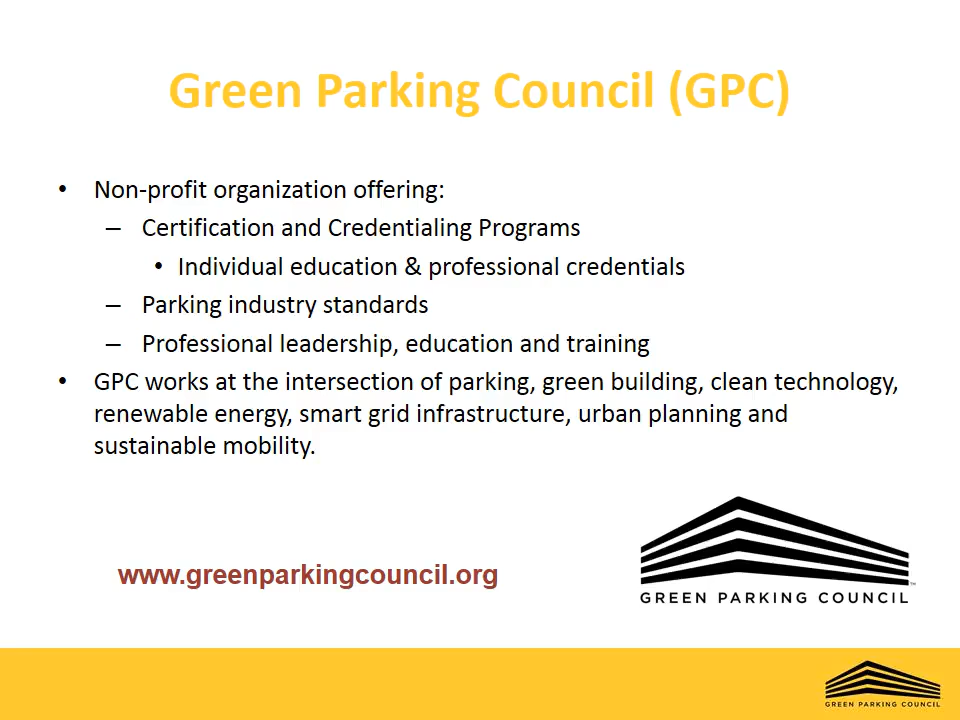 Green Parking Council (GPC)
• Non-profit organization offering:
– Certification and Credentialing Programs
• Individual education & professional credentials
– Parking industry standards
– Professional leadership, education and training
• GPC works at the intersection of parking, green building, clean technology,
renewable energy, smart grid infrastructure, urban planning and
sustainable mobility.
www.greenparkingcouncil.org
GREEN PARKING COUNCIL™
GREEN PARKING COUNCIL